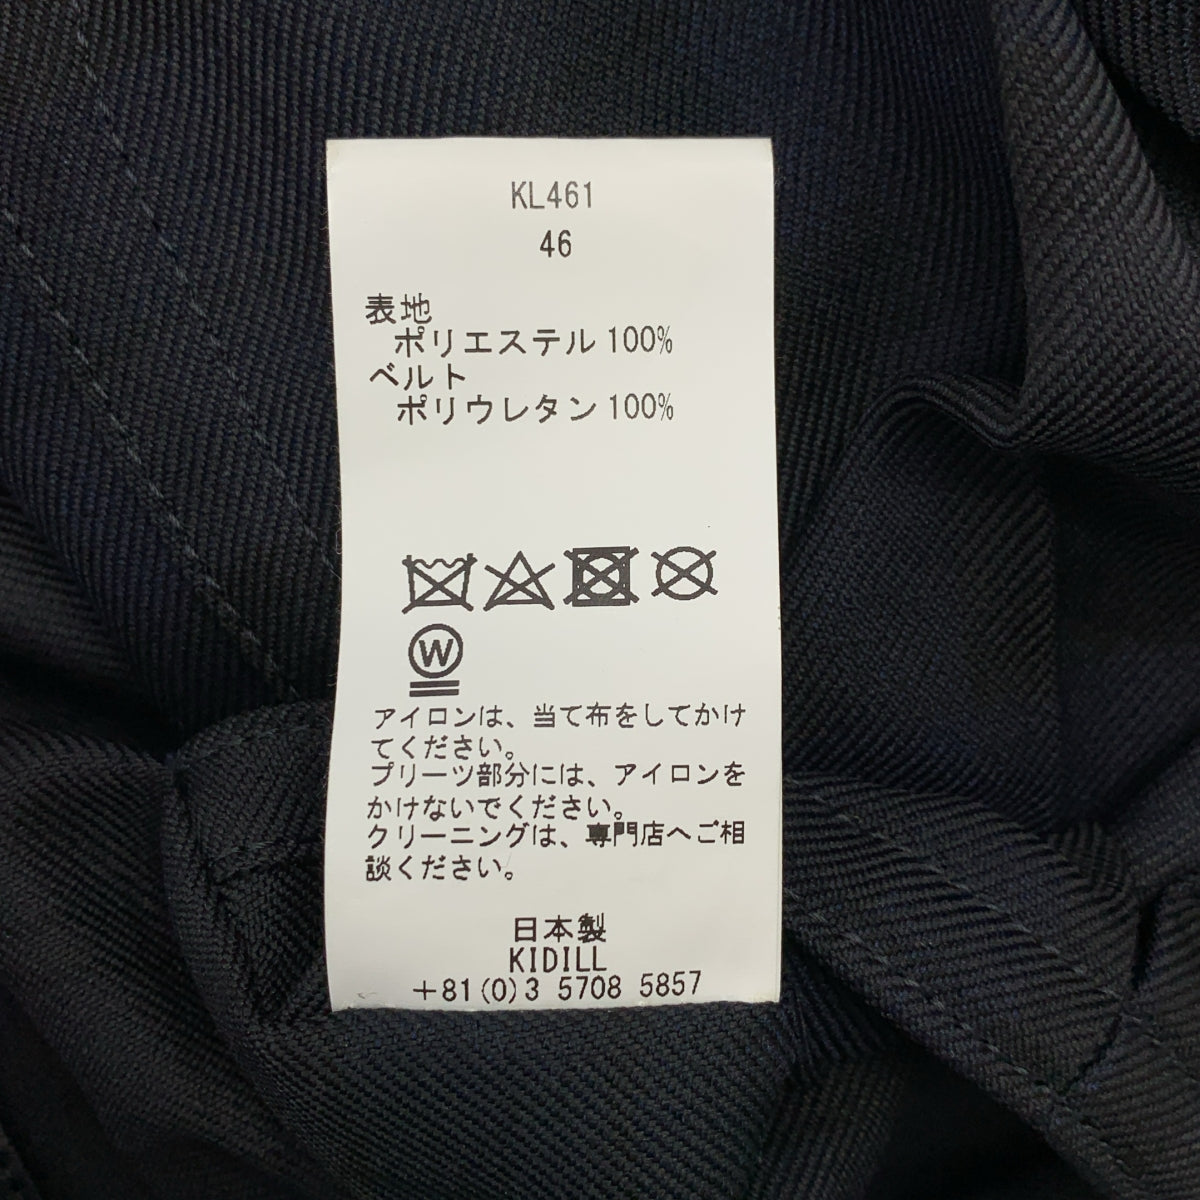 KL461
46
表地
ポリエステル 100%
ベルト
ポリウレタン 100%
W
アイロンは、当て布をしてかけ
てください。
プリーツ部分には、アイロンを
かけないでください。
クリーニングは、専門店へご相
談ください。
日本製
KIDILL
+81(0)3 5708 5857